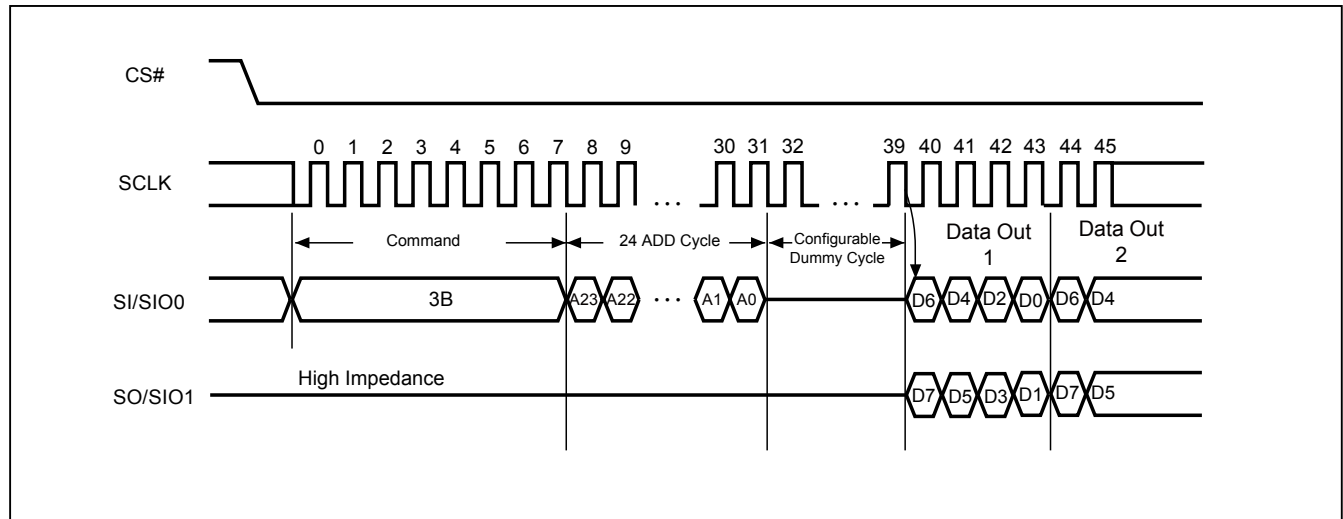 CS#
0 1 2 3 4 5 6 7 8 9 30 31 32 39 40 41 42 43 44 45
SCLK
· · · · · ·
Command 24 ADD Cycle Configurable Dummy Cycle Data Out 1 Data Out 2
SI/SIO0 3B A23 A22 · · · A1 A0 D6 D4 D2 D0 D6 D4
High Impedance
SO/SIO1 D7 D5 D3 D1 D7 D5